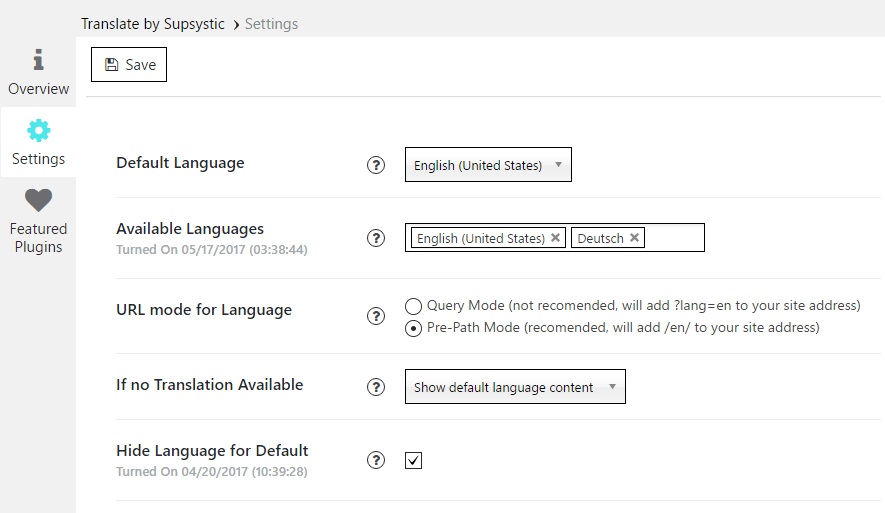 Translate by Supsystic › Settings
Save
Overview
Settings
Featured
Plugins
Default Language
? English (United States)
Available Languages
Turned On 05/17/2017 (03:38:44)
? English (United States) × Deutsch ×
URL mode for Language
? Query Mode (not recomended, will add ?lang=en to your site address)
Pre-Path Mode (recomended, will add /en/ to your site address)
If no Translation Available
? Show default language content
Hide Language for Default
Turned On 04/20/2017 (10:39:28)
?